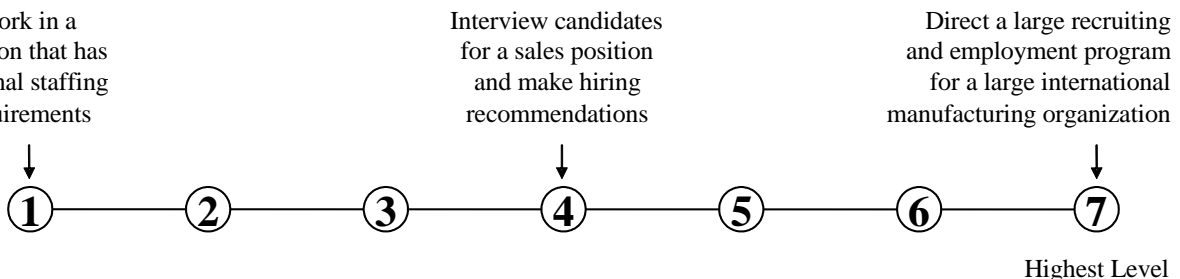 ork in a
on that has
nal staffing
uirements
Interview candidates
for a sales position
and make hiring
recommendations
Direct a large recruiting
and employment program
for a large international
manufacturing organization
1 2 3 4 5 6 7
Highest Level